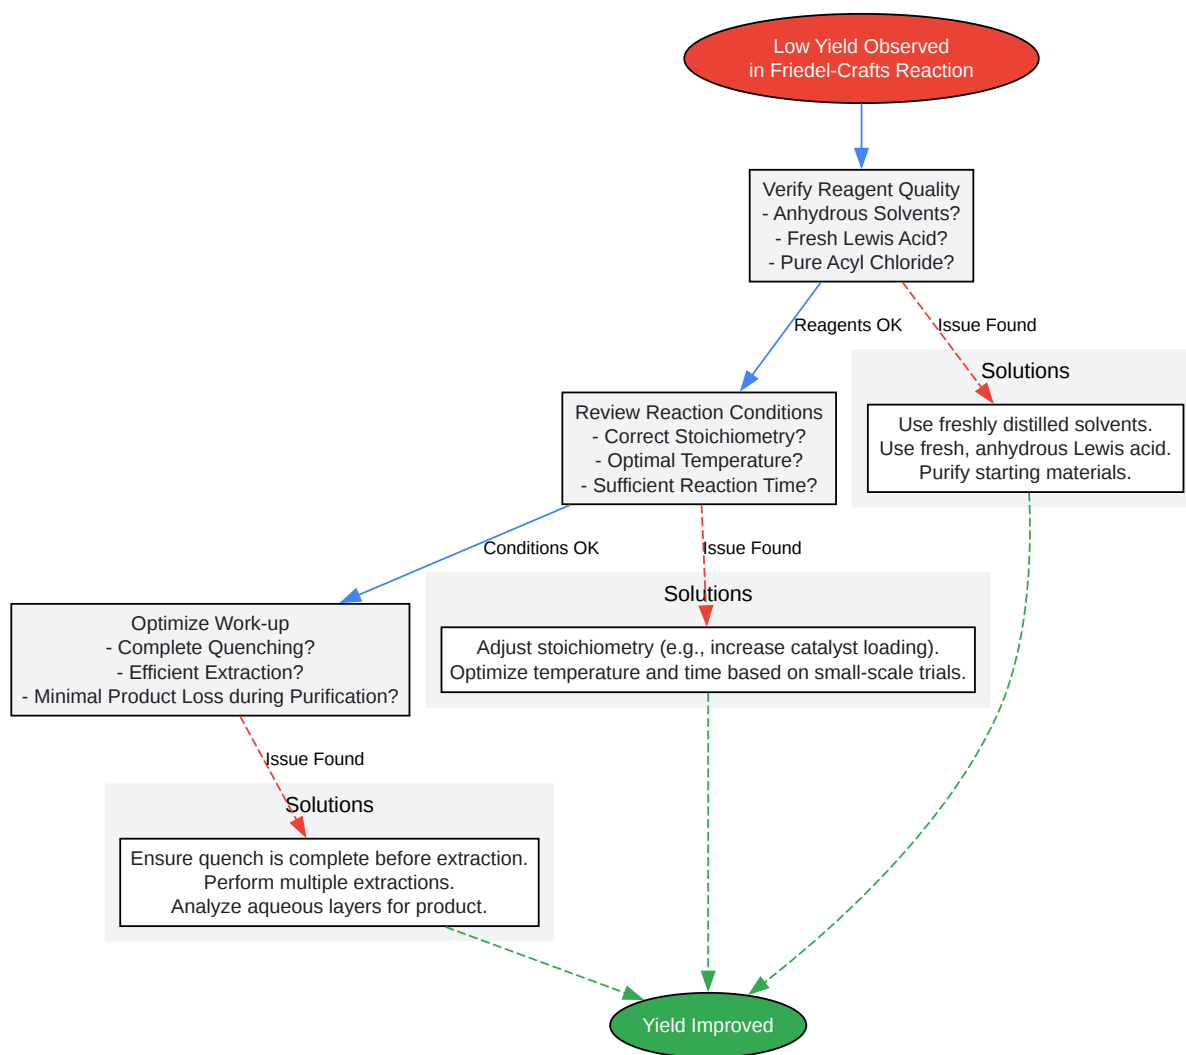 Low Yield Observed
in Friedel-Crafts Reaction
Verify Reagent Quality
- Anhydrous Solvents?
- Fresh Lewis Acid?
- Pure Acyl Chloride?
Reagents OK
Issue Found
Solutions
Use freshly distilled solvents.
Use fresh, anhydrous Lewis acid.
Purify starting materials.
Review Reaction Conditions
- Correct Stoichiometry?
- Optimal Temperature?
- Sufficient Reaction Time?
Conditions OK
Issue Found
Solutions
Adjust stoichiometry (e.g., increase catalyst loading).
Optimize temperature and time based on small-scale trials.
Optimize Work-up
- Complete Quenching?
- Efficient Extraction?
- Minimal Product Loss during Purification?
Issue Found
Solutions
Ensure quench is complete before extraction.
Perform multiple extractions.
Analyze aqueous layers for product.
Yield Improved